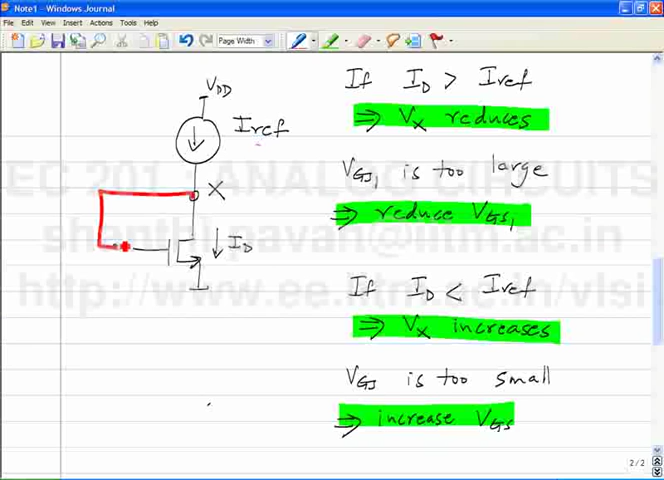 Note1 - Windows Journal
File Edit View Insert Actions Tools Help
Page Width
VDD
Iref
X
ID
If ID > Iref
⇒ Vx reduces
VGS1 is too large
⇒ reduce VGS1
If ID < Iref
⇒ Vx increases
VGS is too small
⇒ increase VGS
EC 201 ANALOG CIRCUITS
shanthipavan@iitm.ac.in
http://www.ee.iitm.ac.in/vlsi
2/2